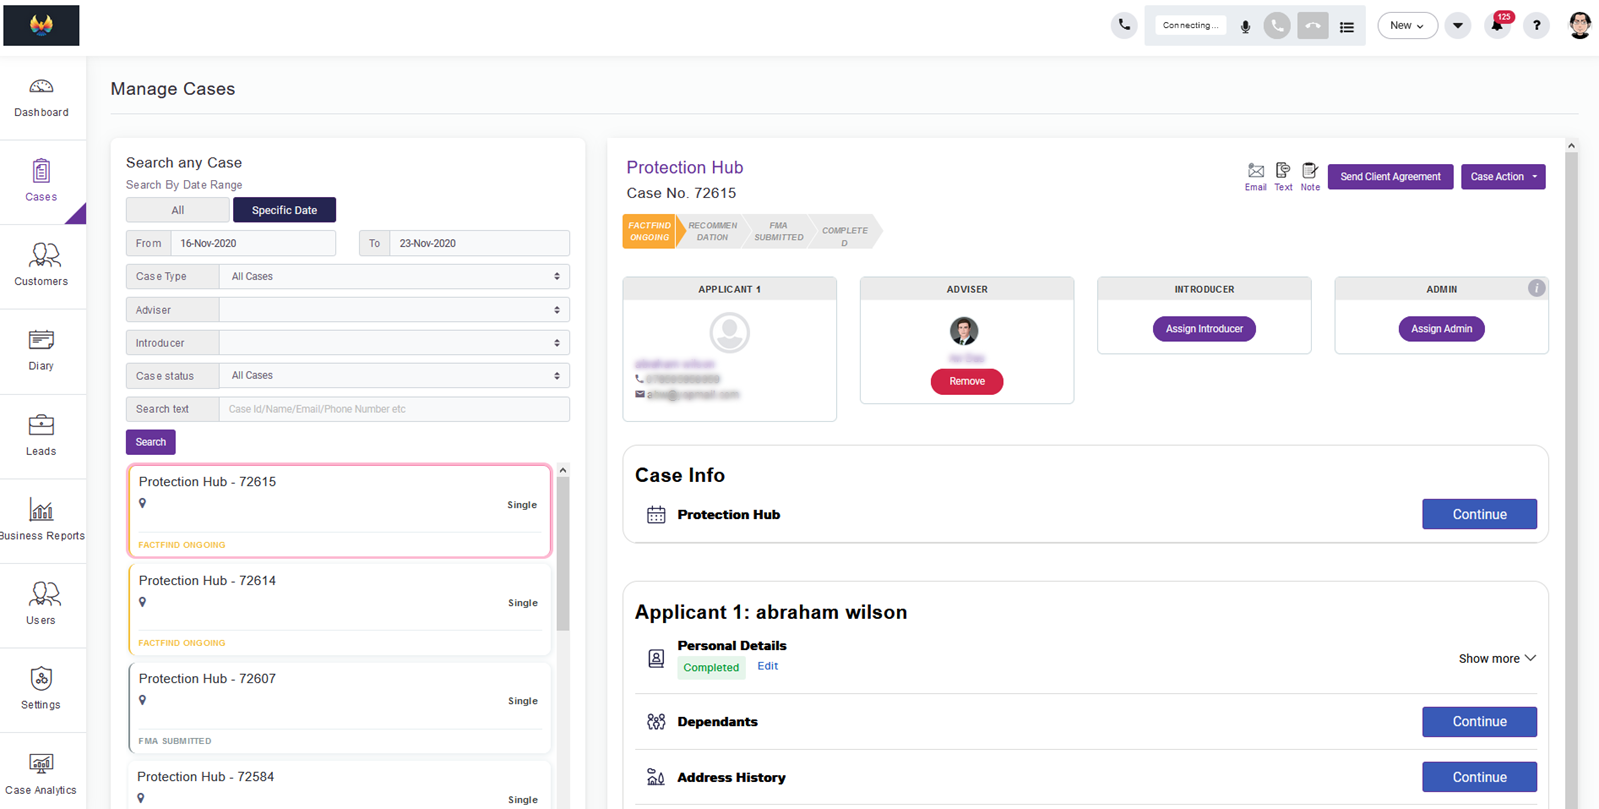 Connecting...
New
125
?
Dashboard
Cases
Customers
Diary
Leads
Business Reports
Users
Settings
Case Analytics
Manage Cases
Search any Case
Search By Date Range
All
Specific Date
From
16-Nov-2020
To
23-Nov-2020
Case Type
All Cases
Adviser
Introducer
Case status
All Cases
Search text
Case Id/Name/Email/Phone Number etc
Search
Protection Hub - 72615
Single
FACTFIND ONGOING
Protection Hub - 72614
Single
FACTFIND ONGOING
Protection Hub - 72607
Single
FMA SUBMITTED
Protection Hub - 72584
Single
Protection Hub
Case No. 72615
Email
Text
Note
Send Client Agreement
Case Action
FACTFIND
ONGOING
RECOMMEN
DATION
FMA
SUBMITTED
COMPLETE
D
APPLICANT 1
ADVISER
Remove
INTRODUCER
Assign Introducer
ADMIN
i
Assign Admin
Case Info
Protection Hub
Continue
Applicant 1: abraham wilson
Personal Details
Completed
Edit
Show more
Dependants
Continue
Address History
Continue